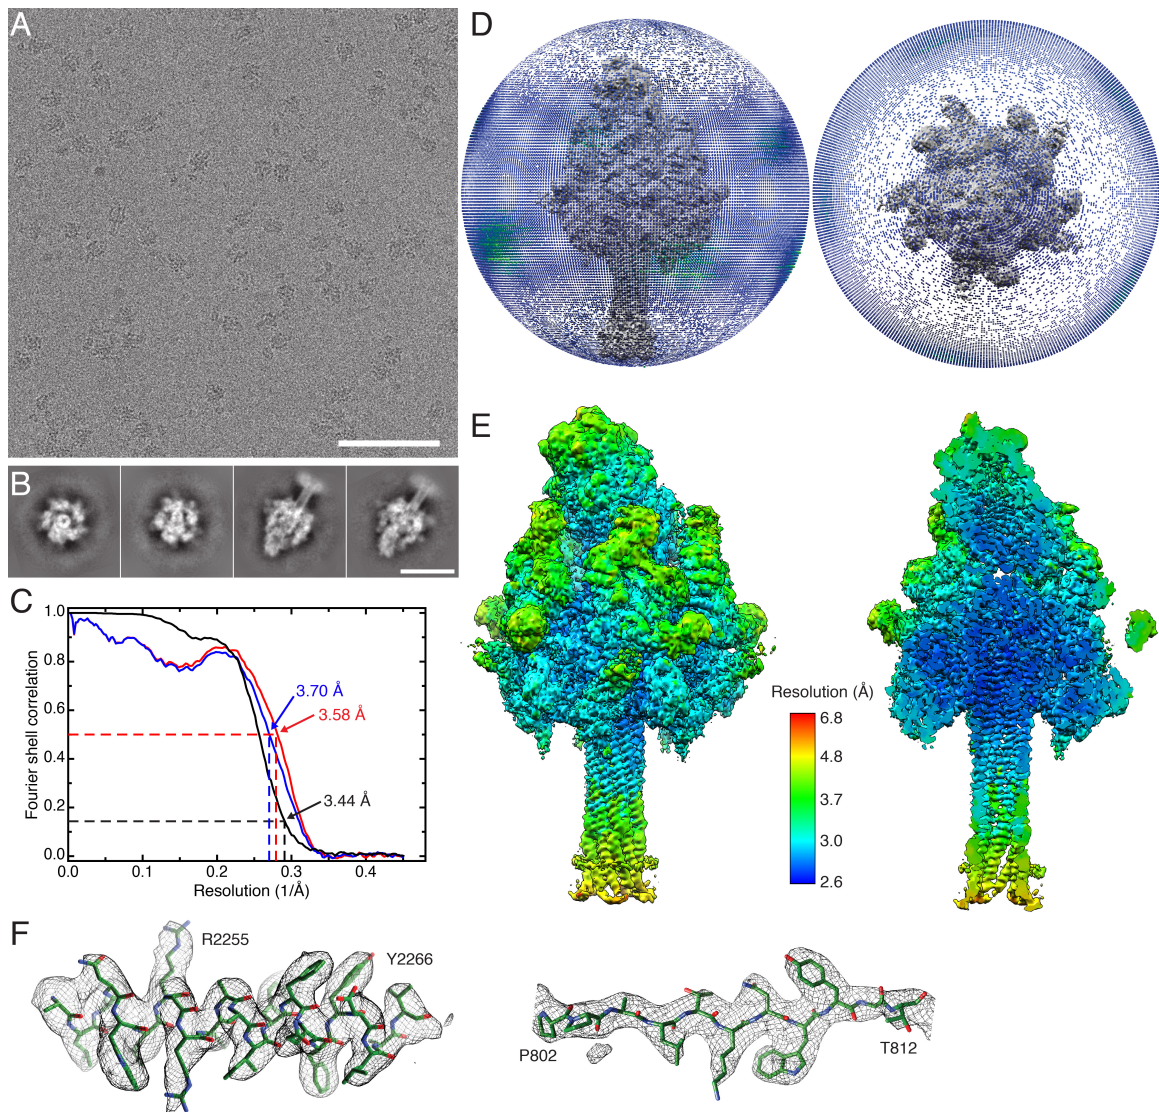 A
B
C
1.0
0.8
0.6
0.4
0.2
0.0
Fourier shell correlation
3.70 Å
3.58 Å
3.44 Å
0.0 0.1 0.2 0.3 0.4
Resolution (1/Å)
D
E
Resolution (Å)
6.8
4.8
3.7
3.0
2.6
F
R2255
Y2266
P802
T812